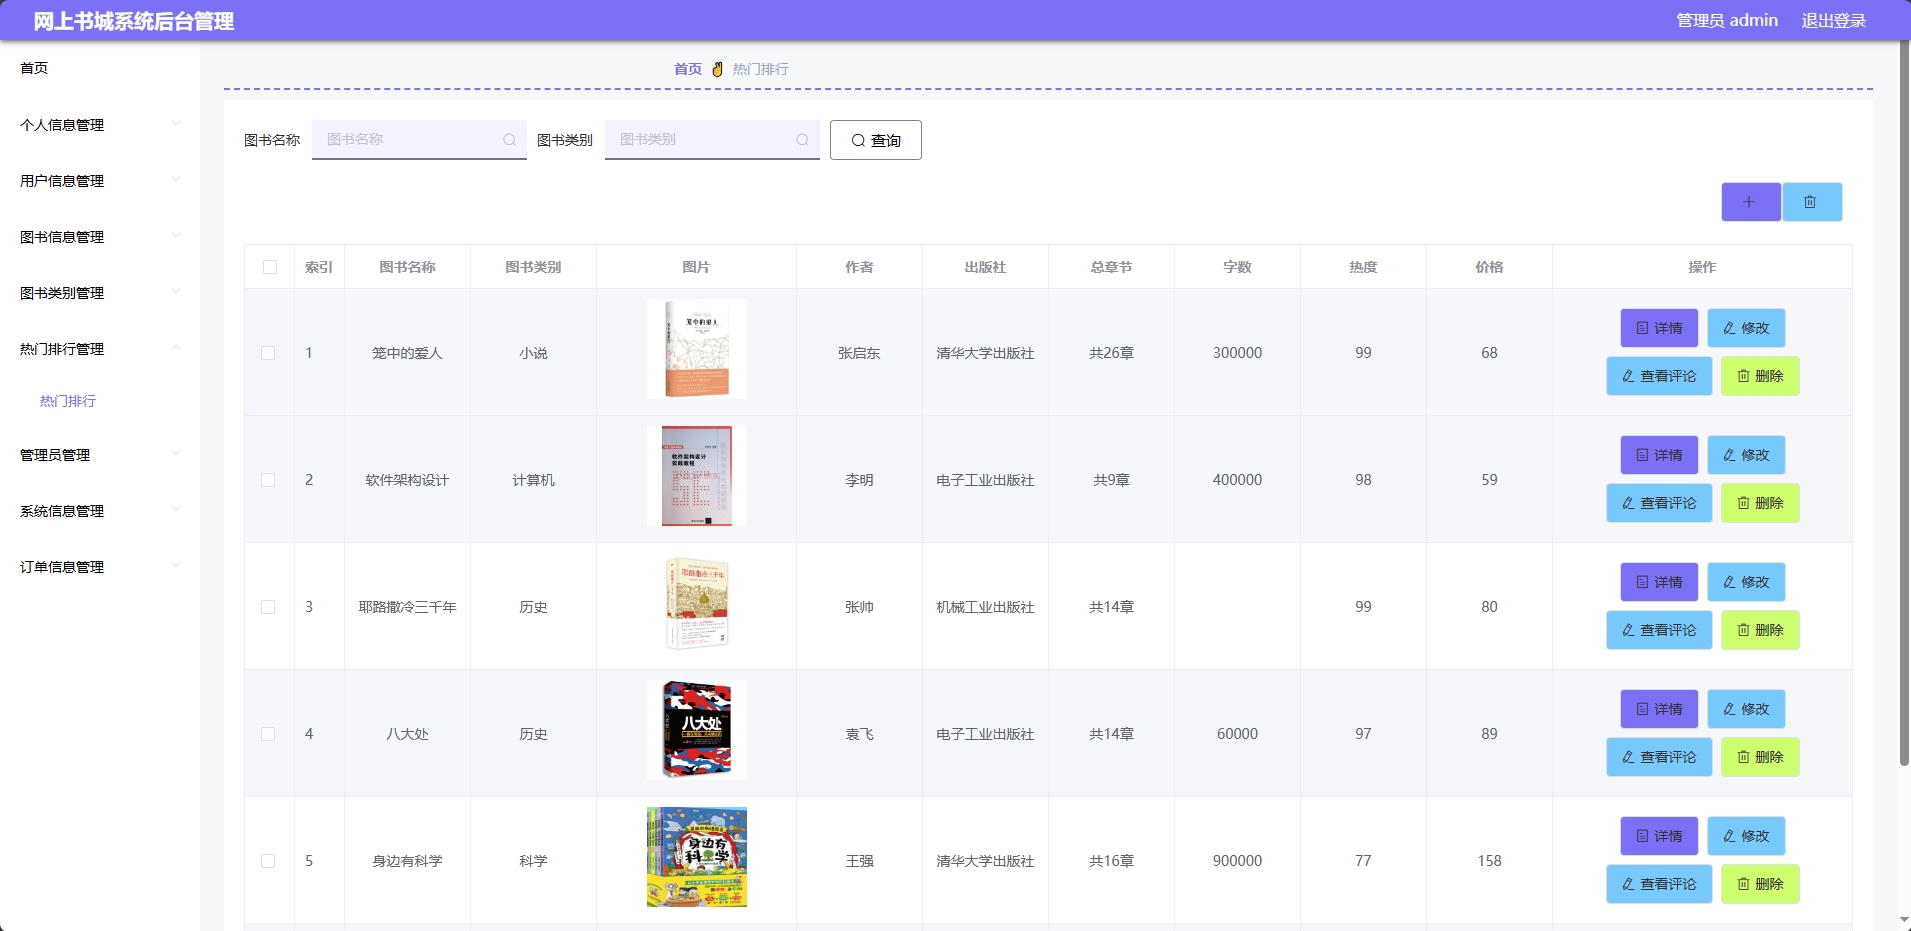 网上书城系统后台管理
管理员 admin 退出登录
首页
个人信息管理
用户信息管理
图书信息管理
图书类别管理
热门排行管理
热门排行
管理员管理
系统信息管理
订单信息管理
首页 热门排行
图书名称 图书名称 图书类别 图书类别 查询
索引 图书名称 图书类别 图片 作者 出版社 总章节 字数 热度 价格 操作
1 笼中的爱人 小说 笼中的爱人 张启东 清华大学出版社 共26章 300000 99 68 详情 修改
查看评论 删除
2 软件架构设计 计算机 软件架构设计 李明 电子工业出版社 共9章 400000 98 59 详情 修改
实践教程
查看评论 删除
3 耶路撒冷三千年 历史 耶路撒冷三千年 张帅 机械工业出版社 共14章 99 80 详情 修改
查看评论 删除
4 八大处 历史 八大处 袁飞 电子工业出版社 共14章 60000 97 89 详情 修改
查看评论 删除
5 身边有科学 科学 身边有 王强 清华大学出版社 共16章 900000 77 158 详情 修改
科学
查看评论 删除